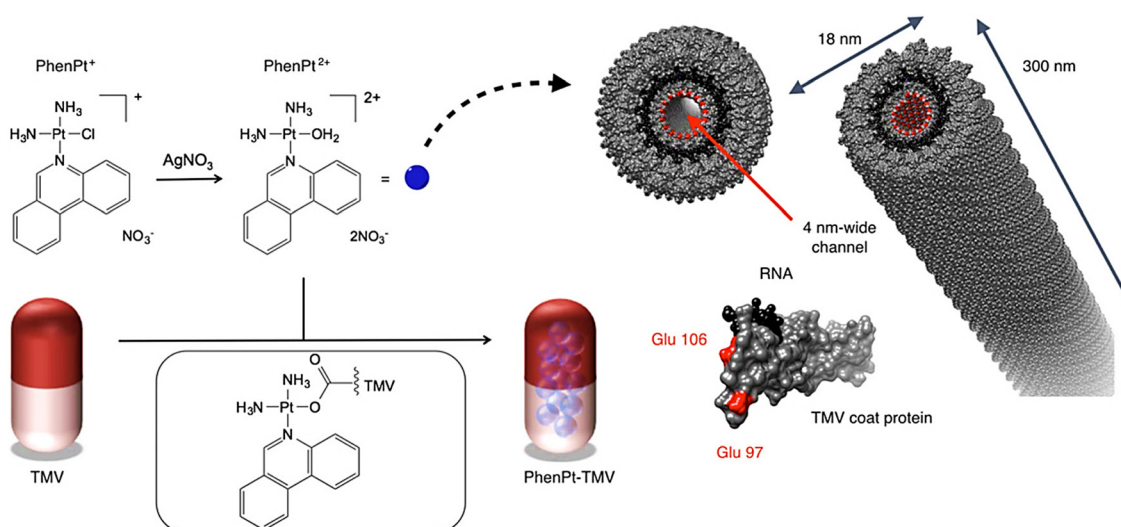 PhenPt+
NH3
H3N
Pt
Cl
N
+
NO3-
AgNO3
PhenPt2+
NH3
H3N
Pt
OH2
N
2+
2NO3-
=
18 nm
300 nm
4 nm-wide
channel
RNA
Glu 106
TMV coat protein
Glu 97
TMV
O
NH3
TMV
H3N
Pt
O
N
PhenPt-TMV